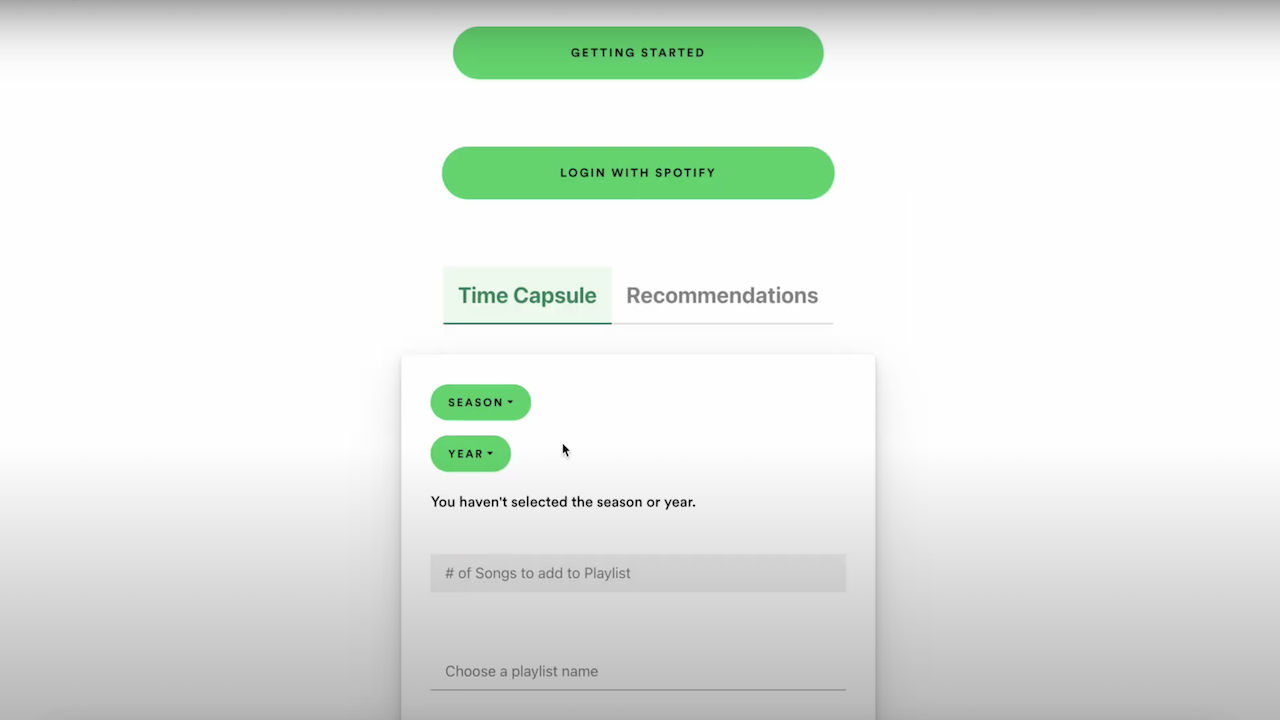 GETTING STARTED
LOGIN WITH SPOTIFY
Time Capsule
Recommendations
SEASON
YEAR
You haven't selected the season or year.
# of Songs to add to Playlist
Choose a playlist name